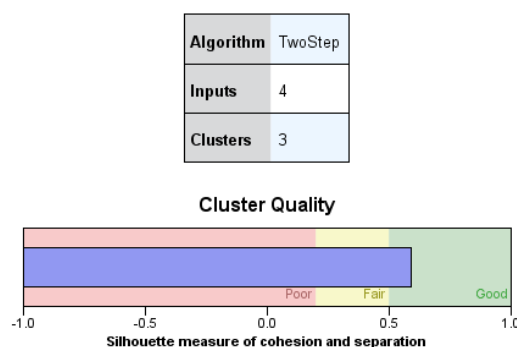 Algorithm TwoStep
Inputs 4
Clusters 3
Cluster Quality
Poor Fair Good
-1.0 -0.5 0.0 0.5 1.0
Silhouette measure of cohesion and separation